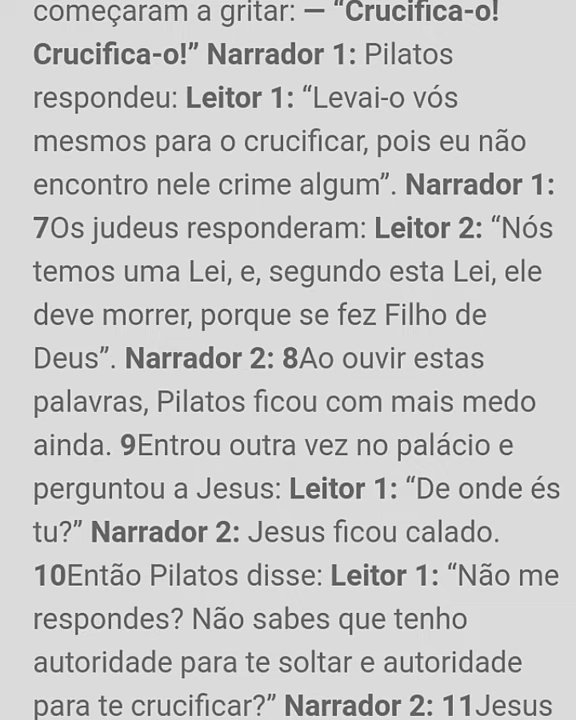 começaram a gritar: — “Crucifica-o!
Crucifica-o!” Narrador 1: Pilatos
respondeu: Leitor 1: “Levai-o vós
mesmos para o crucificar, pois eu não
encontro nele crime algum”. Narrador 1:
7Os judeus responderam: Leitor 2: “Nós
temos uma Lei, e, segundo esta Lei, ele
deve morrer, porque se fez Filho de
Deus”. Narrador 2: 8Ao ouvir estas
palavras, Pilatos ficou com mais medo
ainda. 9Entrou outra vez no palácio e
perguntou a Jesus: Leitor 1: “De onde és
tu?” Narrador 2: Jesus ficou calado.
10Então Pilatos disse: Leitor 1: “Não me
respondes? Não sabes que tenho
autoridade para te soltar e autoridade
para te crucificar?” Narrador 2: 11Jesus